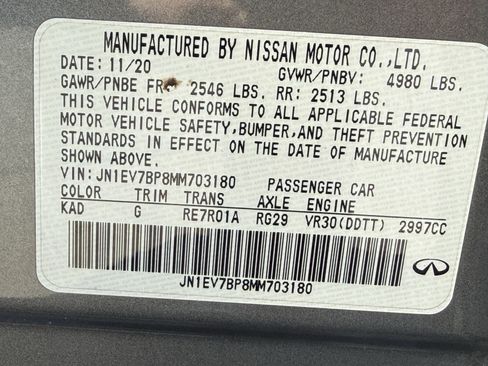 MANUFACTURED BY NISSAN MOTOR CO.,LTD.
DATE: 11/20 GVWR/PNBV: 4980 LBS.
GAWR/PNBE 2546 LBS. RR: 2513 LBS.
THIS VEHICLE CONFORMS TO ALL APPLICABLE FEDERAL
MOTOR VEHICLE SAFETY,BUMPER,AND THEFT PREVENTION
STANDARDS IN EFFECT ON THE DATE OF MANUFACTURE
SHOWN ABOVE.
VIN: JN1EV7BP8MM703180 PASSENGER CAR
COLOR TRIM TRANS AXLE ENGINE
KAD G RE7R01A RG29 VR30(DDTT) 2997CC
JN1EV7BP8MM703180